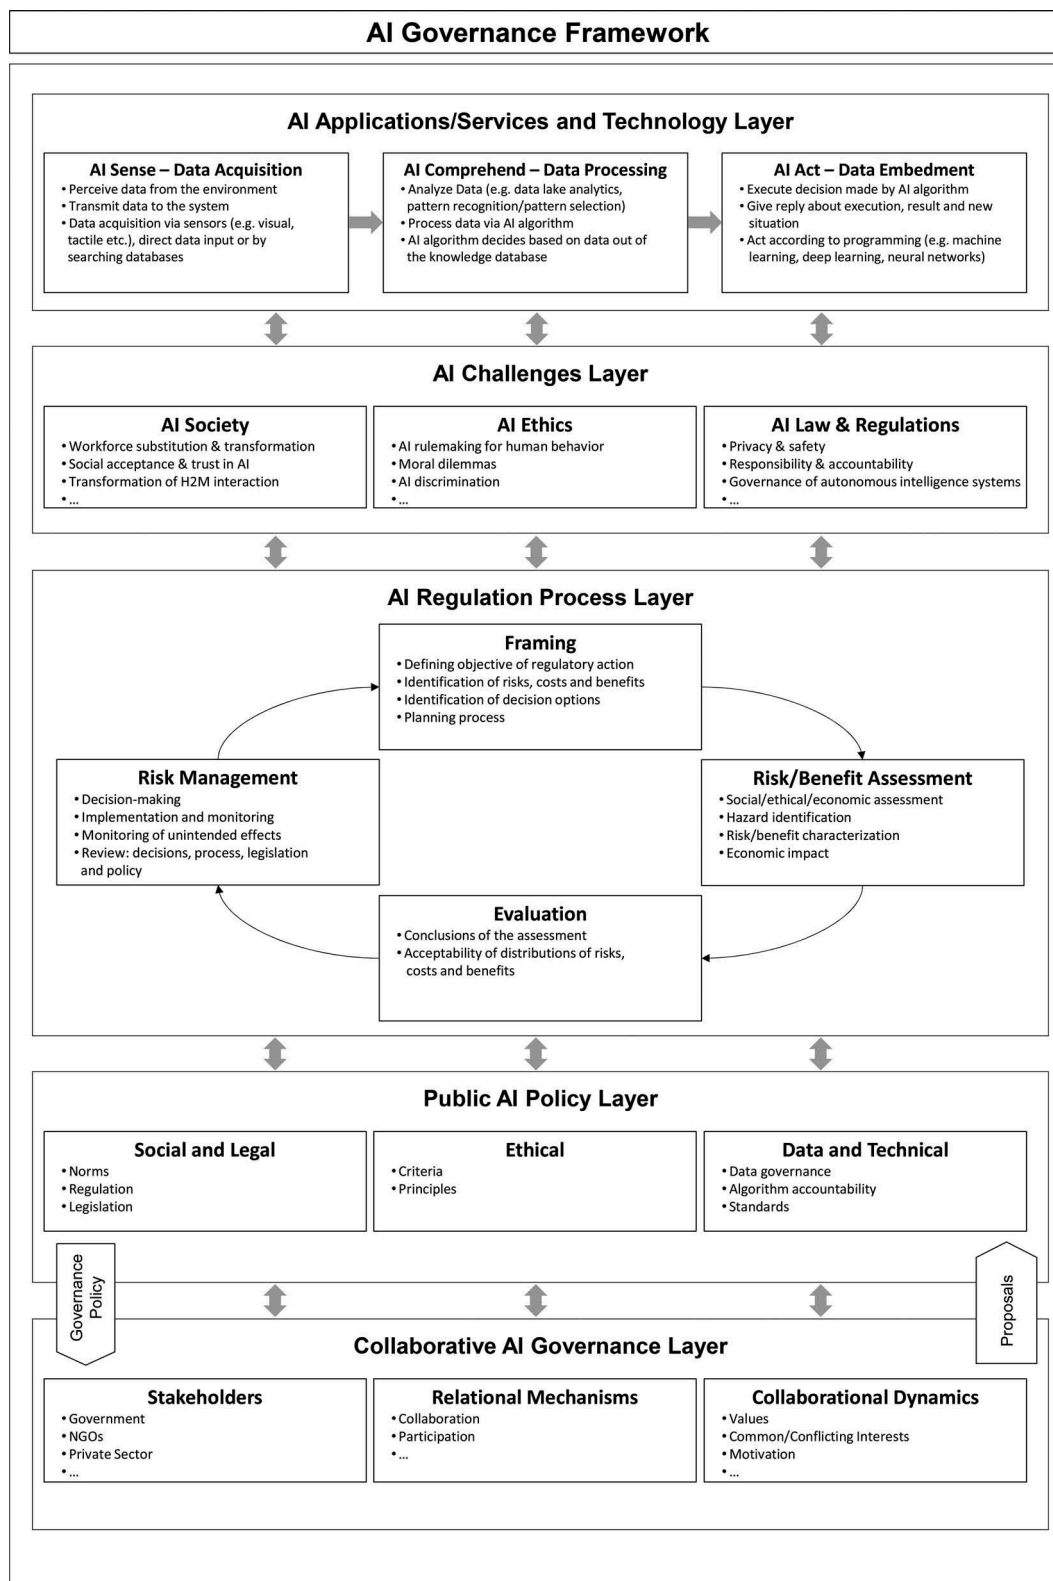 AI Governance Framework
AI Applications/Services and Technology Layer
AI Sense – Data Acquisition
• Perceive data from the environment
• Transmit data to the system
• Data acquisition via sensors (e.g. visual,
tactile etc.), direct data input or by
searching databases
AI Comprehend – Data Processing
• Analyze Data (e.g. data lake analytics,
pattern recognition/pattern selection)
• Process data via AI algorithm
• AI algorithm decides based on data out of
the knowledge database
AI Act – Data Embedment
• Execute decision made by AI algorithm
• Give reply about execution, result and new
situation
• Act according to programming (e.g. machine
learning, deep learning, neural networks)
AI Challenges Layer
AI Society
• Workforce substitution & transformation
• Social acceptance & trust in AI
• Transformation of H2M interaction
• ...
AI Ethics
• AI rulemaking for human behavior
• Moral dilemmas
• AI discrimination
• ...
AI Law & Regulations
• Privacy & safety
• Responsibility & accountability
• Governance of autonomous intelligence systems
• ...
AI Regulation Process Layer
Framing
• Defining objective of regulatory action
• Identification of risks, costs and benefits
• Identification of decision options
• Planning process
Risk Management
• Decision-making
• Implementation and monitoring
• Monitoring of unintended effects
• Review: decisions, process, legislation
and policy
Risk/Benefit Assessment
• Social/ethical/economic assessment
• Hazard identification
• Risk/benefit characterization
• Economic impact
Evaluation
• Conclusions of the assessment
• Acceptability of distributions of risks,
costs and benefits
Public AI Policy Layer
Social and Legal
• Norms
• Regulation
• Legislation
Ethical
• Criteria
• Principles
Data and Technical
• Data governance
• Algorithm accountability
• Standards
Governance
Policy
Proposals
Collaborative AI Governance Layer
Stakeholders
• Government
• NGOs
• Private Sector
• ...
Relational Mechanisms
• Collaboration
• Participation
• ...
Collaborational Dynamics
• Values
• Common/Conflicting Interests
• Motivation
• ...